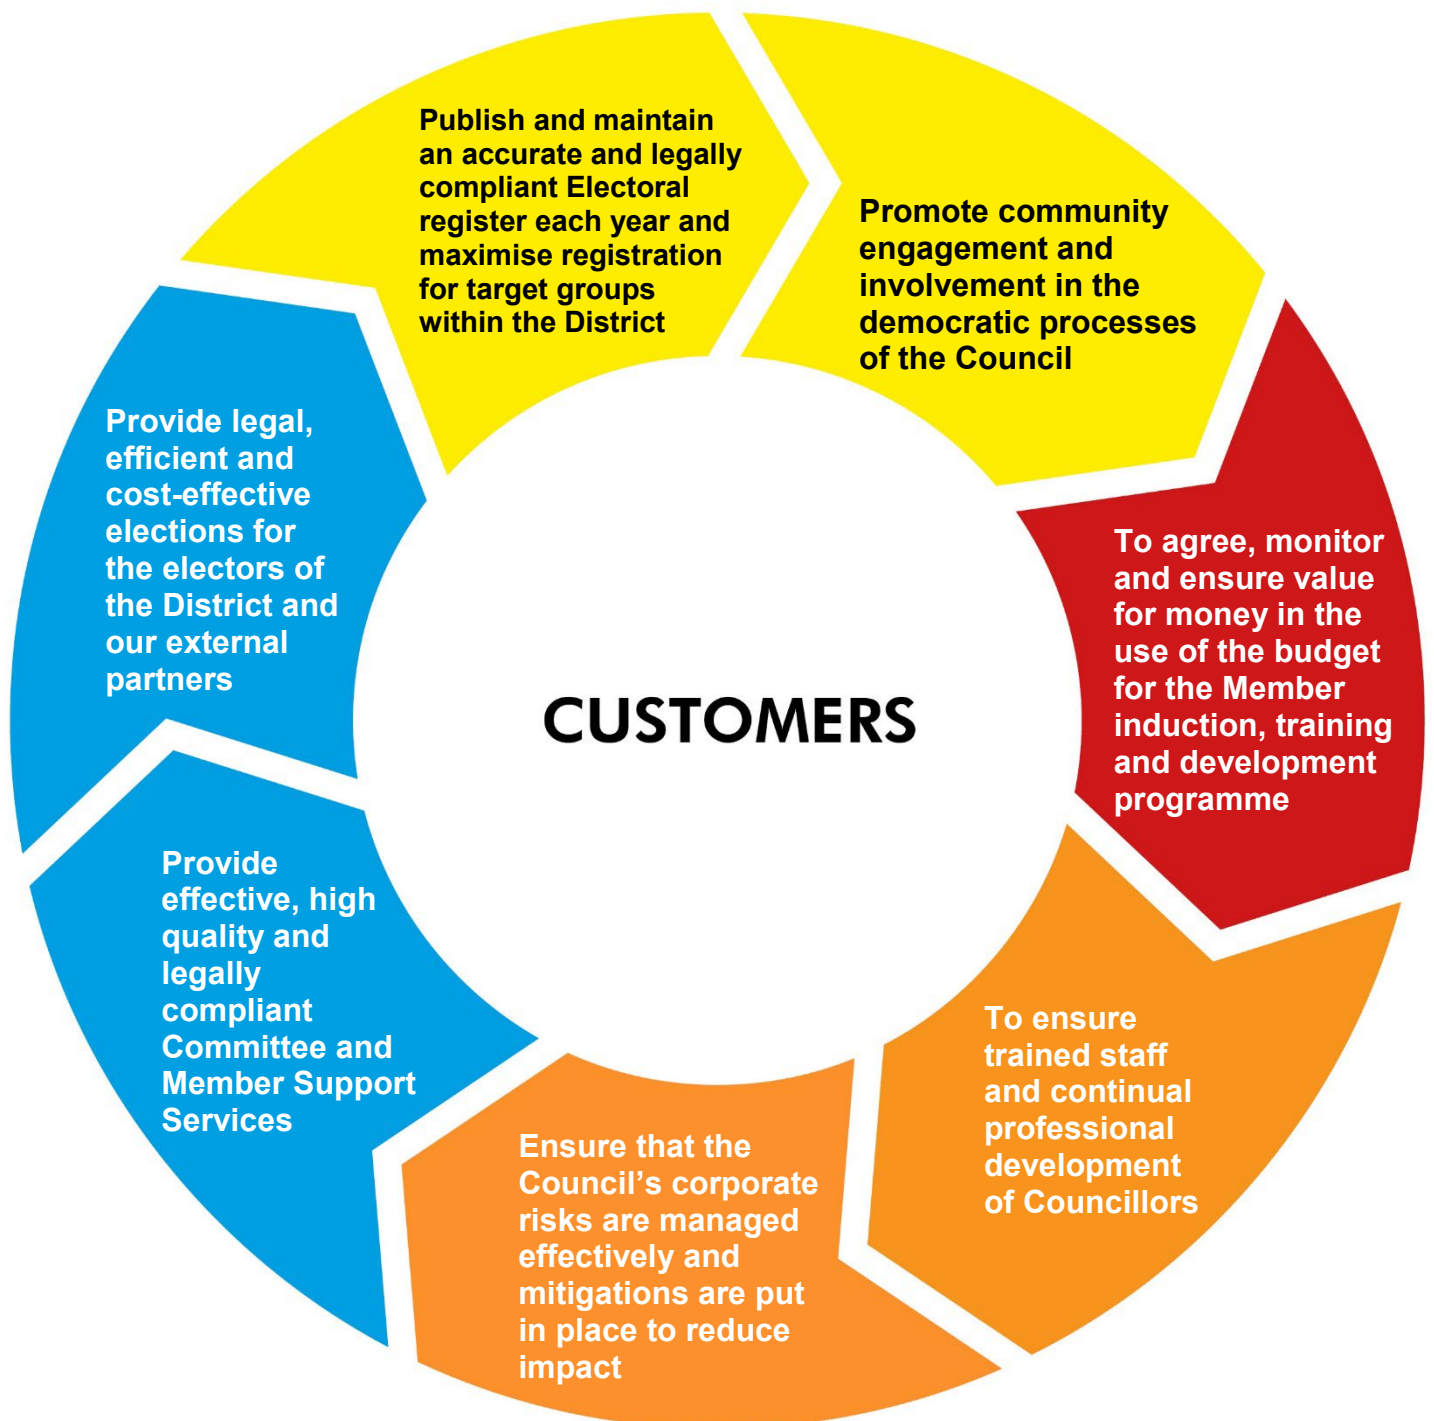 Publish and maintain
an accurate and legally
compliant Electoral
register each year and
maximise registration
for target groups
within the District
Promote community
engagement and
involvement in the
democratic processes
of the Council
To agree, monitor
and ensure value
for money in the
use of the budget
for the Member
induction, training
and development
programme
To ensure
trained staff
and continual
professional
development
of Councillors
Ensure that the
Council’s corporate
risks are managed
effectively and
mitigations are put
in place to reduce
impact
Provide
effective, high
quality and
legally
compliant
Committee and
Member Support
Services
Provide legal,
efficient and
cost-effective
elections for
the electors of
the District and
our external
partners
CUSTOMERS